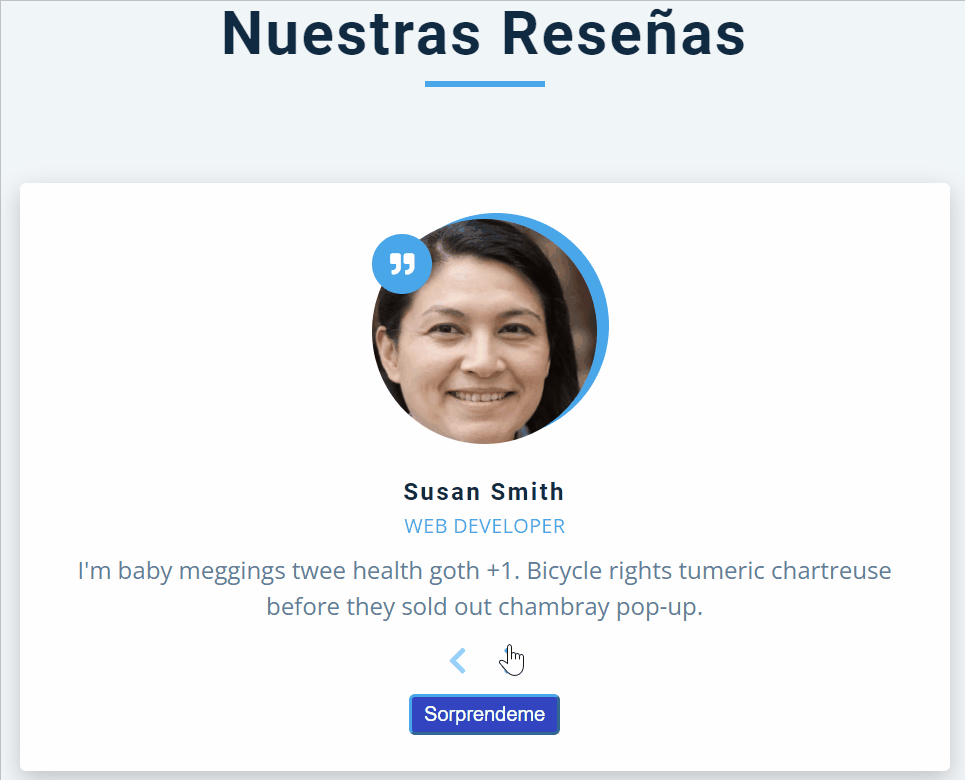 Nuestras Reseñas
Susan Smith
WEB DEVELOPER
I'm baby meggings twee health goth +1. Bicycle rights tumeric chartreuse
before they sold out chambray pop-up.
Sorprendeme